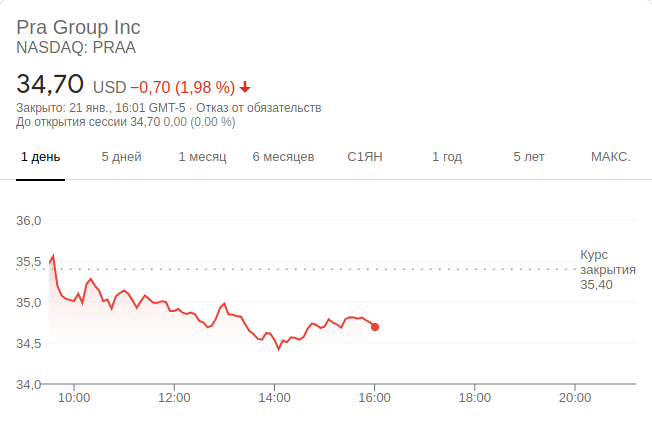 Pra Group Inc
NASDAQ: PRAA
34,70 USD −0,70 (1,98 %)
Закрыто: 21 янв., 16:01 GMT-5 · Отказ от обязательств
До открытия сессии 34,70 0,00 (0,00 %)
1 день 5 дней 1 месяц 6 месяцев С1ЯН 1 год 5 лет МАКС.
36,0
35,5
35,0
34,5
34,0
Курс
закрытия
35,40
10:00 12:00 14:00 16:00 18:00 20:00